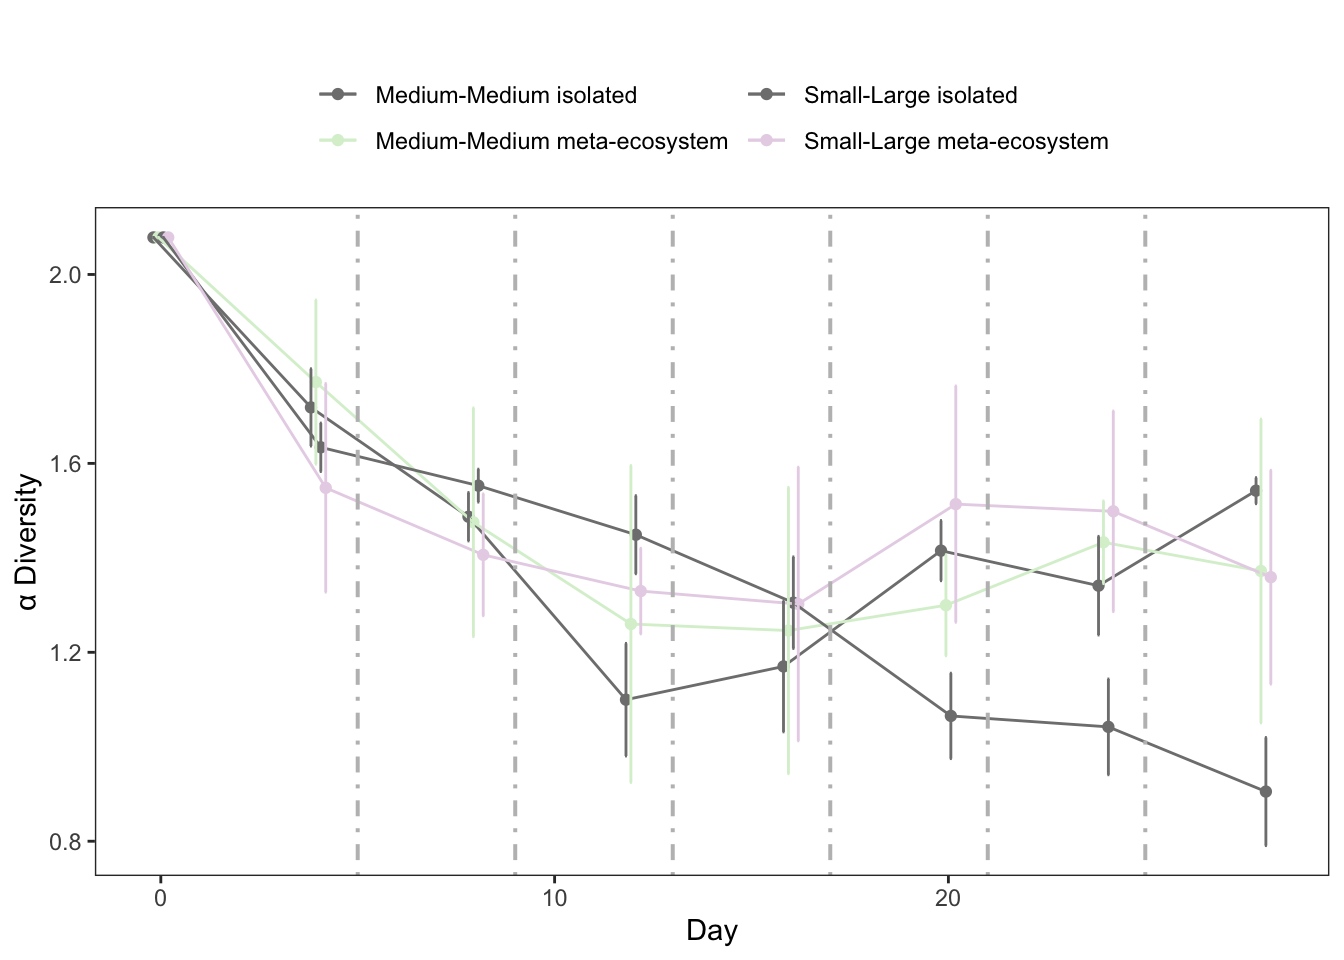 Medium-Medium isolated
Small-Large isolated
Medium-Medium meta-ecosystem
Small-Large meta-ecosystem
α Diversity
2.0
1.6
1.2
0.8
0
10
20
Day